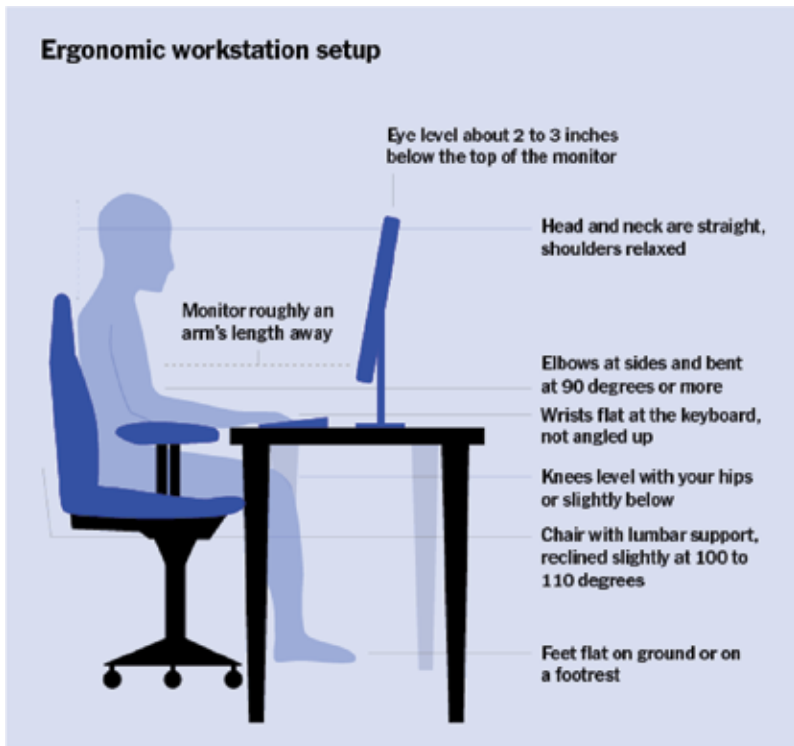 Ergonomic workstation setup
Eye level about 2 to 3 inches
below the top of the monitor
Head and neck are straight,
shoulders relaxed
Monitor roughly an
arm's length away
Elbows at sides and bent
at 90 degrees or more
Wrists flat at the keyboard,
not angled up
Knees level with your hips
or slightly below
Chair with lumbar support,
reclined slightly at 100 to
110 degrees
Feet flat on ground or on
a footrest